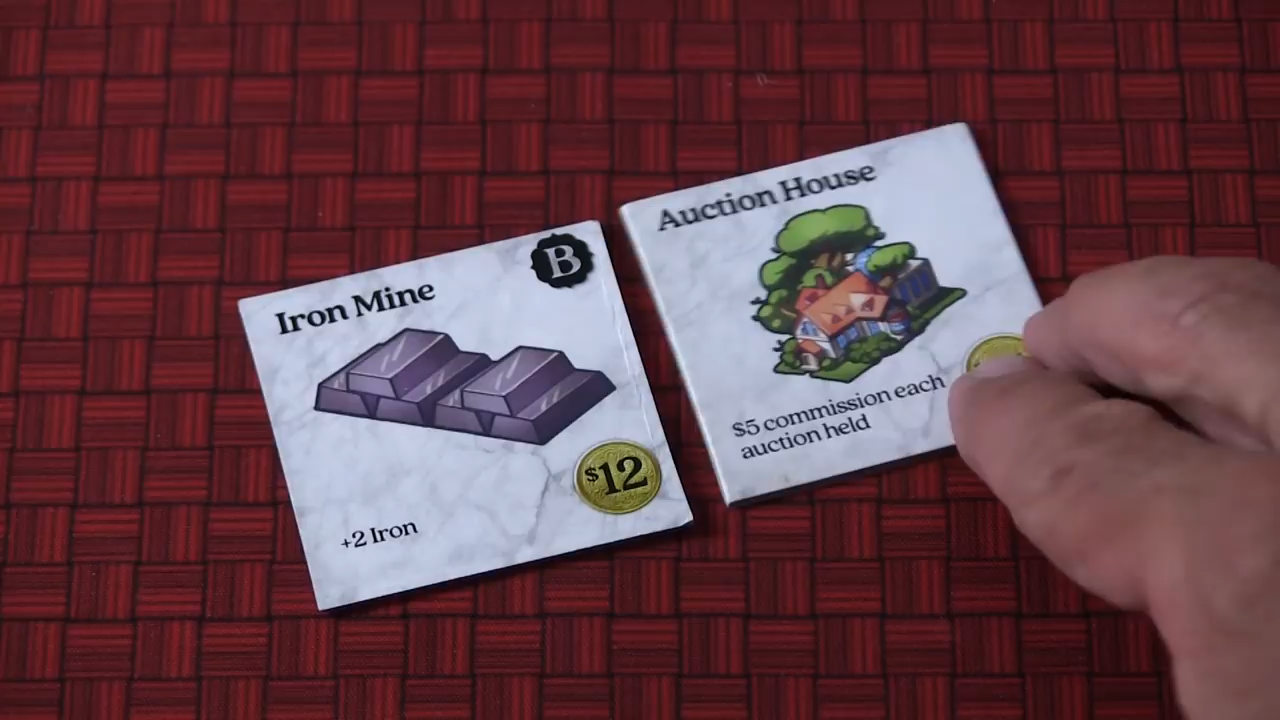 Iron Mine
B
$12
+2 Iron
Auction House
$5 commission each
auction held